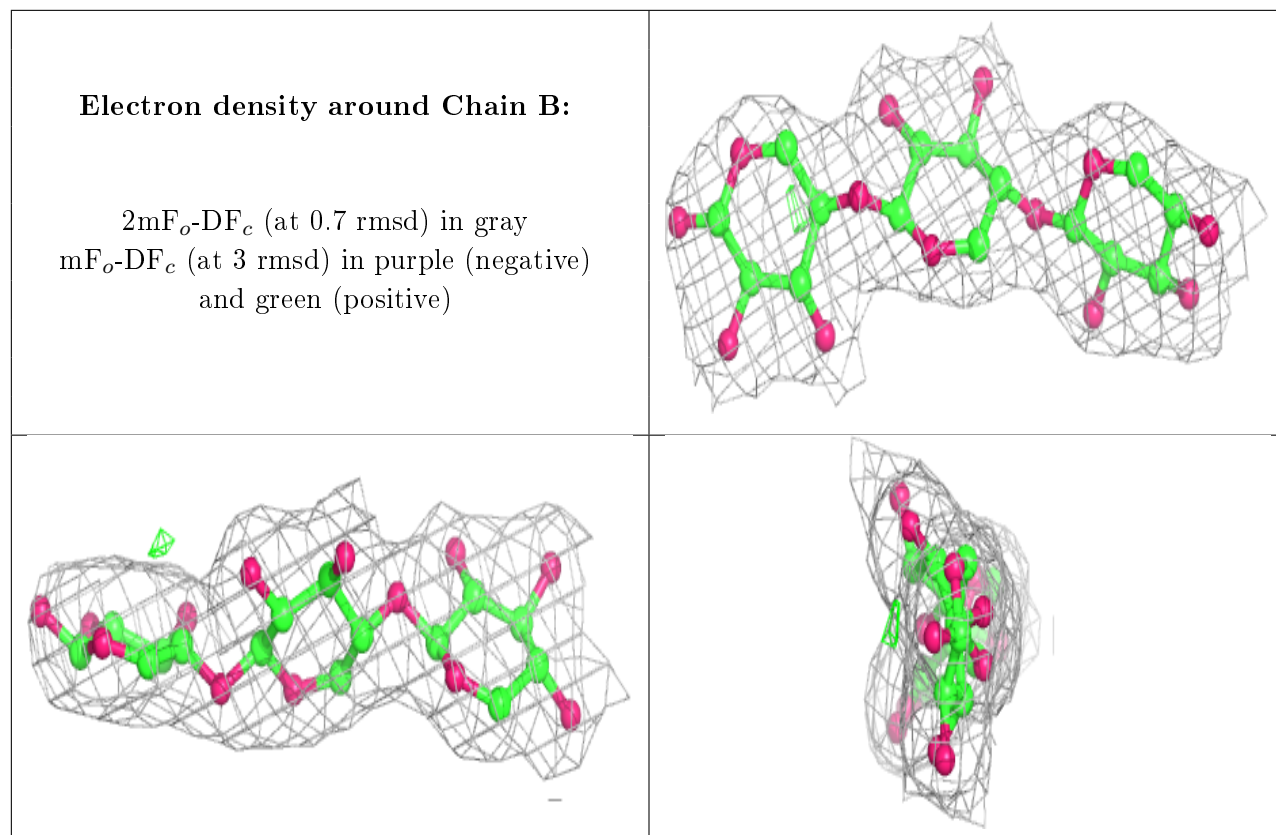 Electron density around Chain B:
2mFₒ-DF𝒸 (at 0.7 rmsd) in gray
mFₒ-DF𝒸 (at 3 rmsd) in purple (negative)
and green (positive)